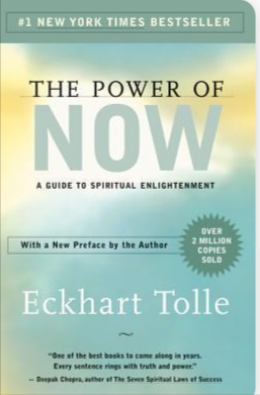 #1 NEW YORK TIMES BESTSELLER
THE POWER OF
NOW
A GUIDE TO SPIRITUAL ENLIGHTENMENT
OVER
2 MILLION
COPIES
SOLD
With a New Preface by the Author
Eckhart Tolle
~
"One of the best books to come along in years.
Every sentence rings with truth and power."
— Deepak Chopra, author of The Seven Spiritual Laws of Success